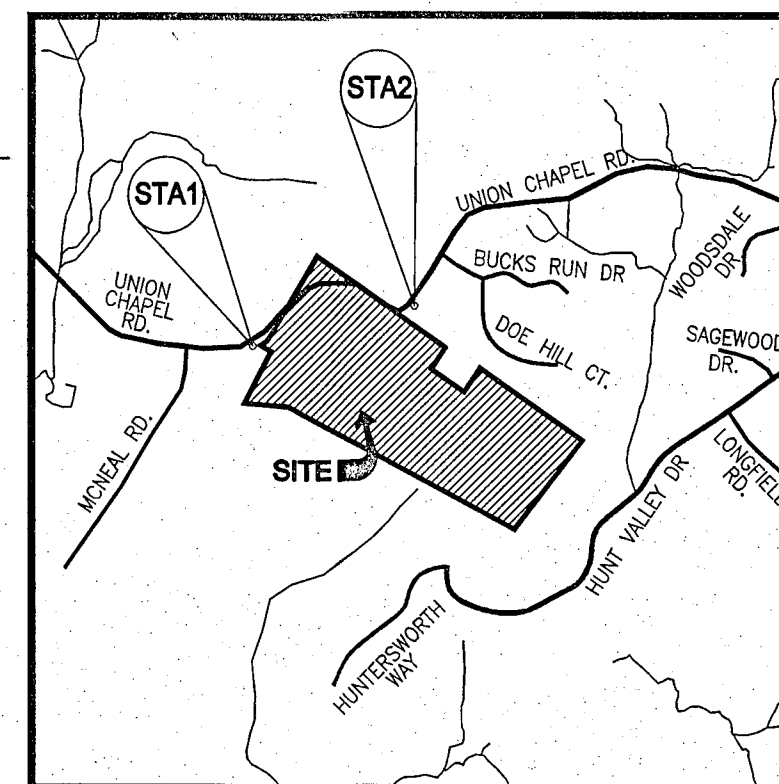 STA2
STA1
UNION CHAPEL RD.
WOODSDALE
DR
BUCKS RUN DR
UNION
CHAPEL
RD.
DOE HILL CT.
SAGEWOOD
DR.
MCNEAL RD.
SITE
LONGFIELD
RD.
HUNT VALLEY DR
HUNTERSWORTH
WAY